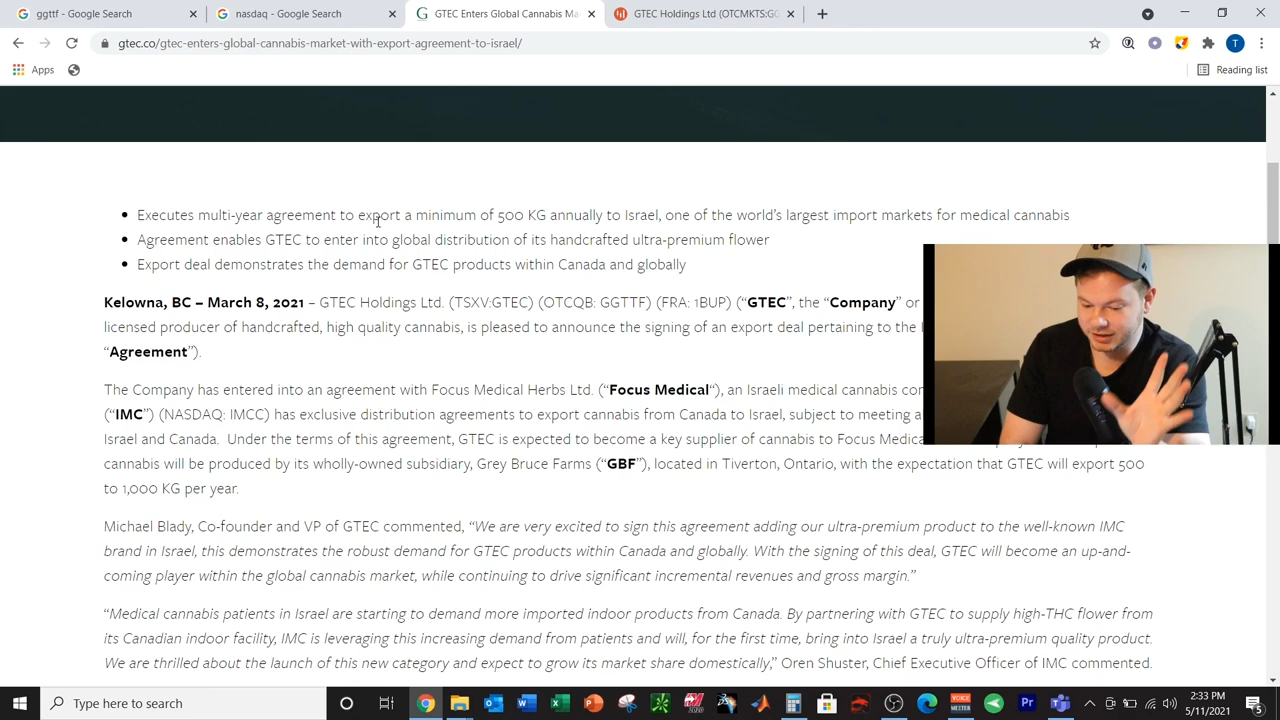 ggttf - Google Search
nasdaq - Google Search
GTEC Enters Global Cannabis Ma
GTEC Holdings Ltd (OTCMKTS:GG
gtec.co/gtec-enters-global-cannabis-market-with-export-agreement-to-israel/
Apps
Reading list
• Executes multi-year agreement to export a minimum of 500 KG annually to Israel, one of the world's largest import markets for medical cannabis
• Agreement enables GTEC to enter into global distribution of its handcrafted ultra-premium flower
• Export deal demonstrates the demand for GTEC products within Canada and globally
Kelowna, BC – March 8, 2021 – GTEC Holdings Ltd. (TSXV:GTEC) (OTCQB: GGTTF) (FRA: 1BUP) ("GTEC", the "Company" or
licensed producer of handcrafted, high quality cannabis, is pleased to announce the signing of an export deal pertaining to the
"Agreement").
The Company has entered into an agreement with Focus Medical Herbs Ltd. ("Focus Medical"), an Israeli medical cannabis
("IMC") (NASDAQ: IMCC) has exclusive distribution agreements to export cannabis from Canada to Israel, subject to meeting
Israel and Canada. Under the terms of this agreement, GTEC is expected to become a key supplier of cannabis to Focus
cannabis will be produced by its wholly-owned subsidiary, Grey Bruce Farms ("GBF"), located in Tiverton, Ontario, with the expectation that GTEC will export 500
to 1,000 KG per year.
Michael Blady, Co-founder and VP of GTEC commented, "We are very excited to sign this agreement adding our ultra-premium product to the well-known IMC
brand in Israel, this demonstrates the robust demand for GTEC products within Canada and globally. With the signing of this deal, GTEC will become an up-and-
coming player within the global cannabis market, while continuing to drive significant incremental revenues and gross margin."
"Medical cannabis patients in Israel are starting to demand more imported indoor products from Canada. By partnering with GTEC to supply high-THC flower from
its Canadian indoor facility, IMC is leveraging this increasing demand from patients and will, for the first time, bring into Israel a truly ultra-premium quality product.
We are thrilled about the launch of this new category and expect to grow its market share domestically," Oren Shuster, Chief Executive Officer of IMC commented.
Type here to search
2:33 PM
5/11/2021